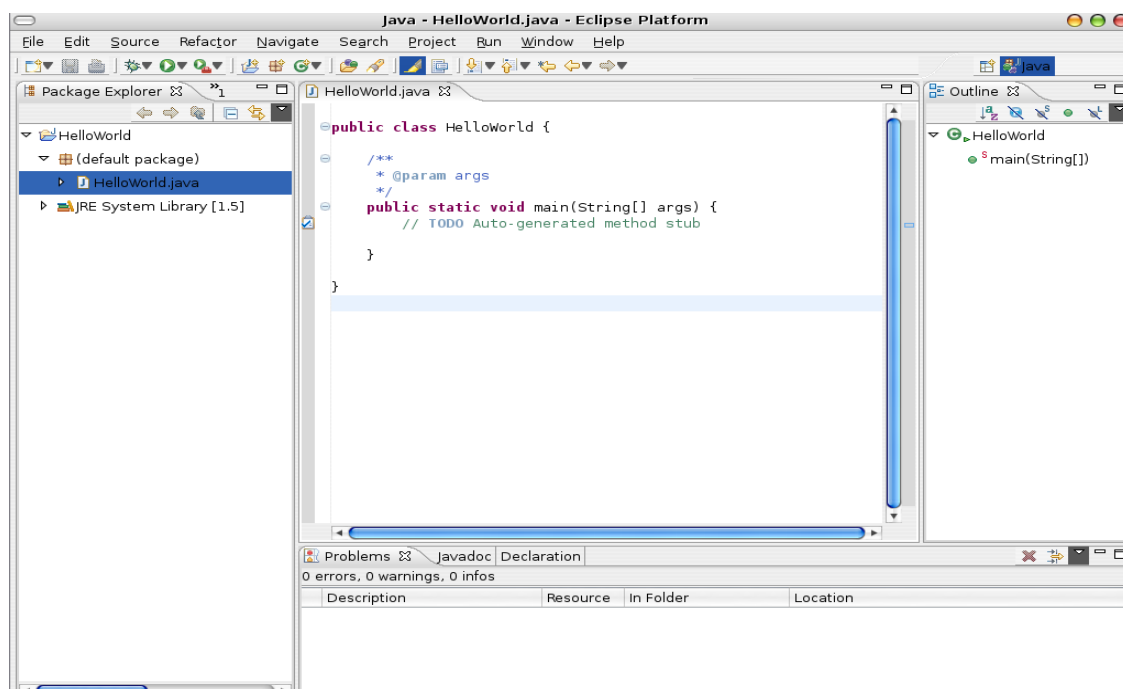 Java - HelloWorld.java - Eclipse Platform
File Edit Source Refactor Navigate Search Project Run Window Help
Java
Package Explorer
»1
HelloWorld.java
Outline
HelloWorld
(default package)
HelloWorld.java
JRE System Library [1.5]
public class HelloWorld {
/**
* @param args
*/
public static void main(String[] args) {
// TODO Auto-generated method stub
}
}
HelloWorld
S main(String[])
Problems Javadoc Declaration
0 errors, 0 warnings, 0 infos
Description Resource In Folder Location